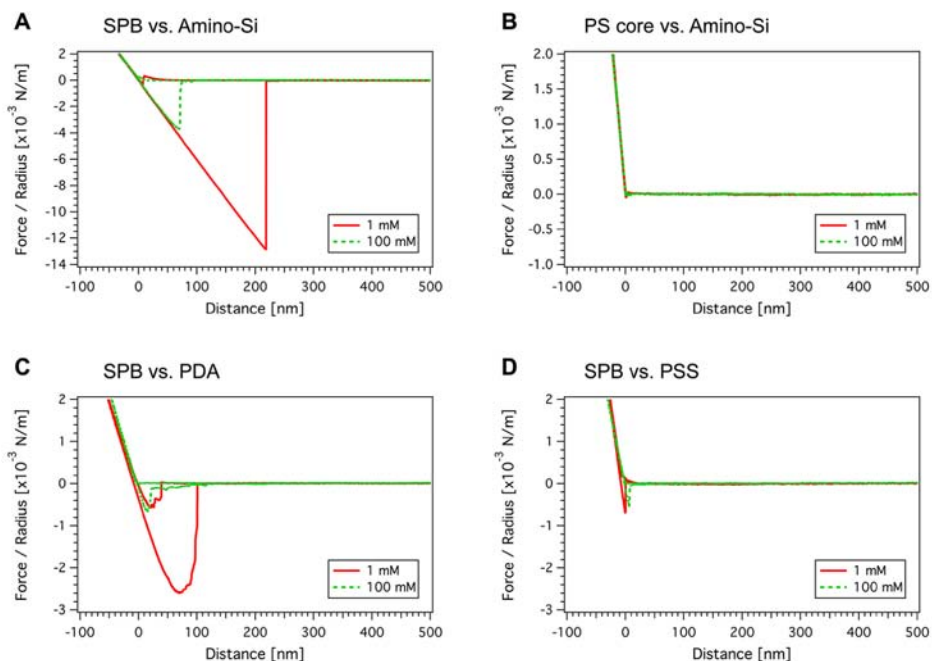 A SPB vs. Amino-Si
Force / Radius [x10⁻³ N/m]
2
0
-2
-4
-6
-8
-10
-12
-14
-100 0 100 200 300 400 500
Distance [nm]
1 mM
100 mM
B PS core vs. Amino-Si
Force / Radius [x10⁻³ N/m]
2.0
1.5
1.0
0.5
0.0
-0.5
-1.0
-100 0 100 200 300 400 500
Distance [nm]
1 mM
100 mM
C SPB vs. PDA
Force / Radius [x10⁻³ N/m]
2
1
0
-1
-2
-3
-100 0 100 200 300 400 500
Distance [nm]
1 mM
100 mM
D SPB vs. PSS
Force / Radius [x10⁻³ N/m]
2
1
0
-1
-2
-3
-100 0 100 200 300 400 500
Distance [nm]
1 mM
100 mM